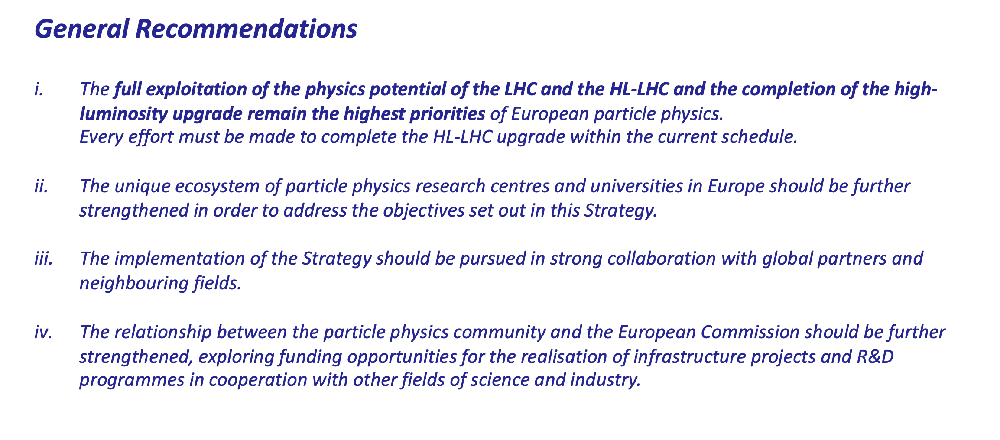 General Recommendations
i. The full exploitation of the physics potential of the LHC and the HL-LHC and the completion of the high-
luminosity upgrade remain the highest priorities of European particle physics.
Every effort must be made to complete the HL-LHC upgrade within the current schedule.
ii. The unique ecosystem of particle physics research centres and universities in Europe should be further
strengthened in order to address the objectives set out in this Strategy.
iii. The implementation of the Strategy should be pursued in strong collaboration with global partners and
neighbouring fields.
iv. The relationship between the particle physics community and the European Commission should be further
strengthened, exploring funding opportunities for the realisation of infrastructure projects and R&D
programmes in cooperation with other fields of science and industry.